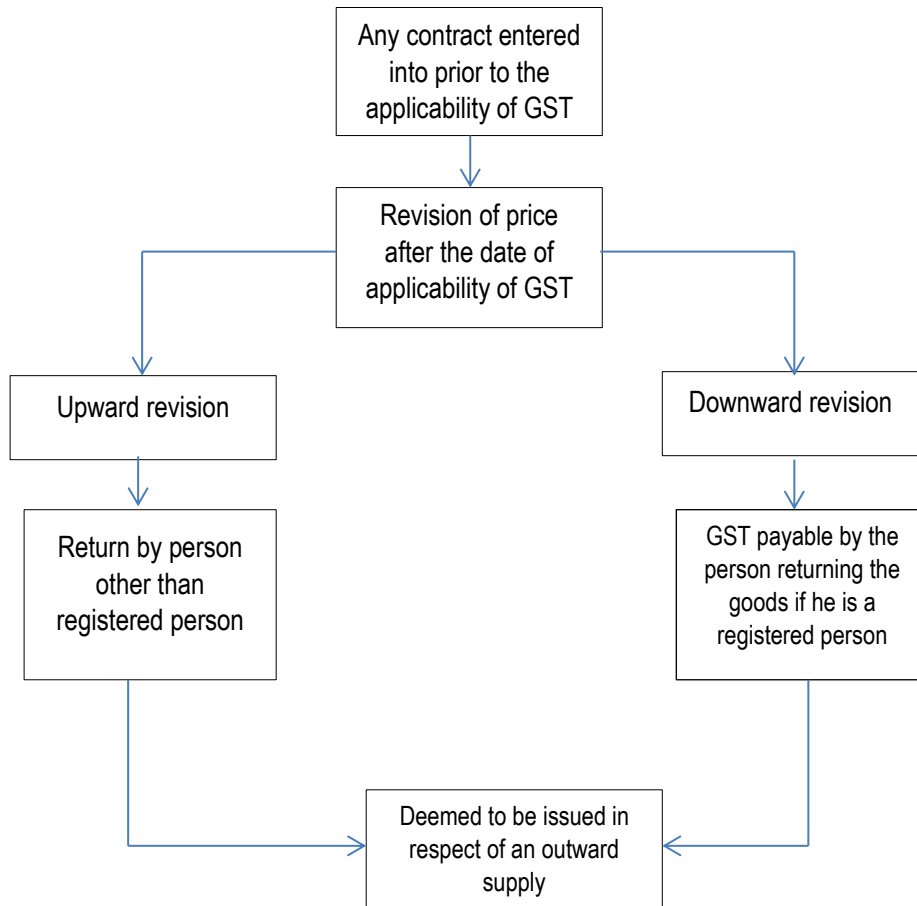 Any contract entered
into prior to the
applicability of GST
Revision of price
after the date of
applicability of GST
Upward revision
Downward revision
Return by person
other than
registered person
GST payable by the
person returning the
goods if he is a
registered person
Deemed to be issued in
respect of an outward
supply